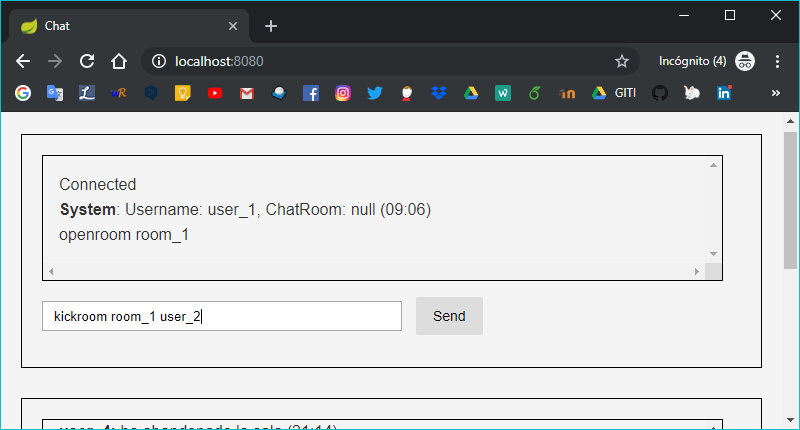 Chat
localhost:8080
Incógnito (4)
GITI
Connected
System: Username: user_1, ChatRoom: null (09:06)
openroom room_1
kickroom room_1 user_2
Send
user_4: ha abandonado la sala (21:14)